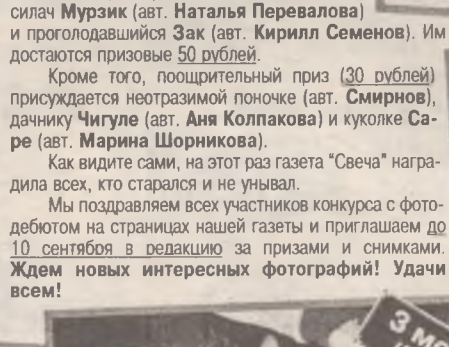 силач Мурзик (авт. Наталья Перевалова)
и проголодавшийся Зак (авт. Кирилл Семенов). Им
достаются призовые 50 рублей.
Кроме того, поощрительный приз (30 рублей)
присуждается неотразимой поночке (авт. Смирнов),
дачнику Чигуле (авт. Аня Колпакова) и куколке Са-
ре (авт. Марина Шорникова).
Как видите сами, на этот раз газета "Свеча" награ-
дила всех, кто старался и не унывал.
Мы поздравляем всех участников конкурса с фото-
дебютом на страницах нашей газеты и приглашаем до
10 сентября в редакцию за призами и снимками.
Ждем новых интересных фотографий! Удачи
всем!
3 ме